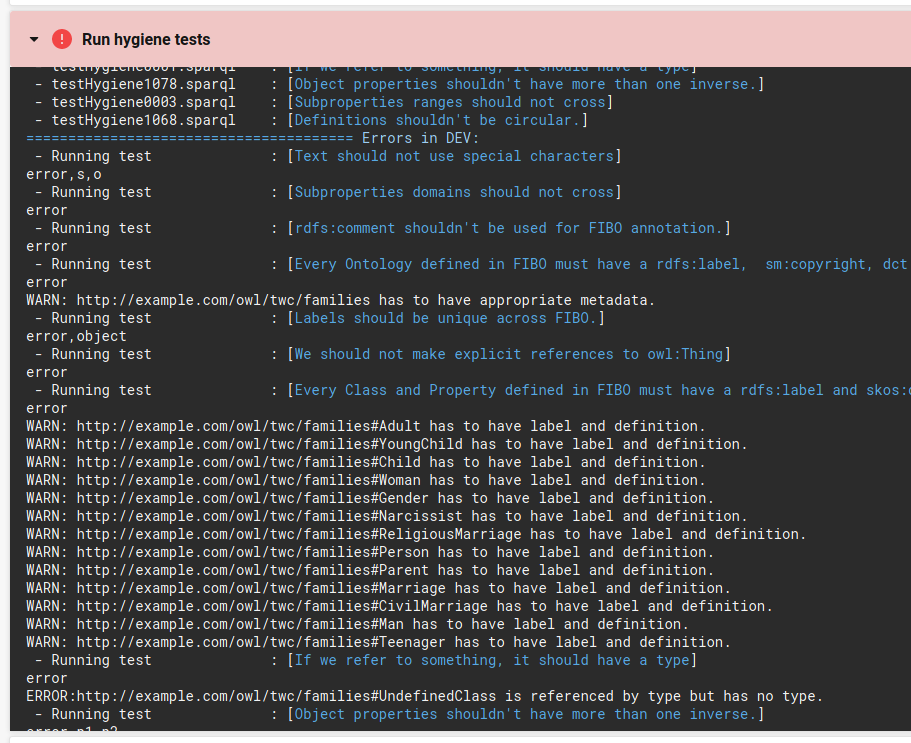 Run hygiene tests
- testHygiene0001.sparql : [If we refer to something, it should have a type]
- testHygiene1078.sparql : [Object properties shouldn't have more than one inverse.]
- testHygiene0003.sparql : [Subproperties ranges should not cross]
- testHygiene1068.sparql : [Definitions shouldn't be circular.]
======================================= Errors in DEV:
- Running test : [Text should not use special characters]
error,s,o
- Running test : [Subproperties domains should not cross]
error
- Running test : [rdfs:comment shouldn't be used for FIBO annotation.]
error
- Running test : [Every Ontology defined in FIBO must have a rdfs:label, sm:copyright, dct
error
WARN: http://example.com/owl/twc/families has to have appropriate metadata.
- Running test : [Labels should be unique across FIBO.]
error,object
- Running test : [We should not make explicit references to owl:Thing]
error
- Running test : [Every Class and Property defined in FIBO must have a rdfs:label and skos:
error
WARN: http://example.com/owl/twc/families#Adult has to have label and definition.
WARN: http://example.com/owl/twc/families#YoungChild has to have label and definition.
WARN: http://example.com/owl/twc/families#Child has to have label and definition.
WARN: http://example.com/owl/twc/families#Woman has to have label and definition.
WARN: http://example.com/owl/twc/families#Gender has to have label and definition.
WARN: http://example.com/owl/twc/families#Narcissist has to have label and definition.
WARN: http://example.com/owl/twc/families#ReligiousMarriage has to have label and definition.
WARN: http://example.com/owl/twc/families#Person has to have label and definition.
WARN: http://example.com/owl/twc/families#Parent has to have label and definition.
WARN: http://example.com/owl/twc/families#Marriage has to have label and definition.
WARN: http://example.com/owl/twc/families#CivilMarriage has to have label and definition.
WARN: http://example.com/owl/twc/families#Man has to have label and definition.
WARN: http://example.com/owl/twc/families#Teenager has to have label and definition.
- Running test : [If we refer to something, it should have a type]
error
ERROR:http://example.com/owl/twc/families#UndefinedClass is referenced by type but has no type.
- Running test : [Object properties shouldn't have more than one inverse.]